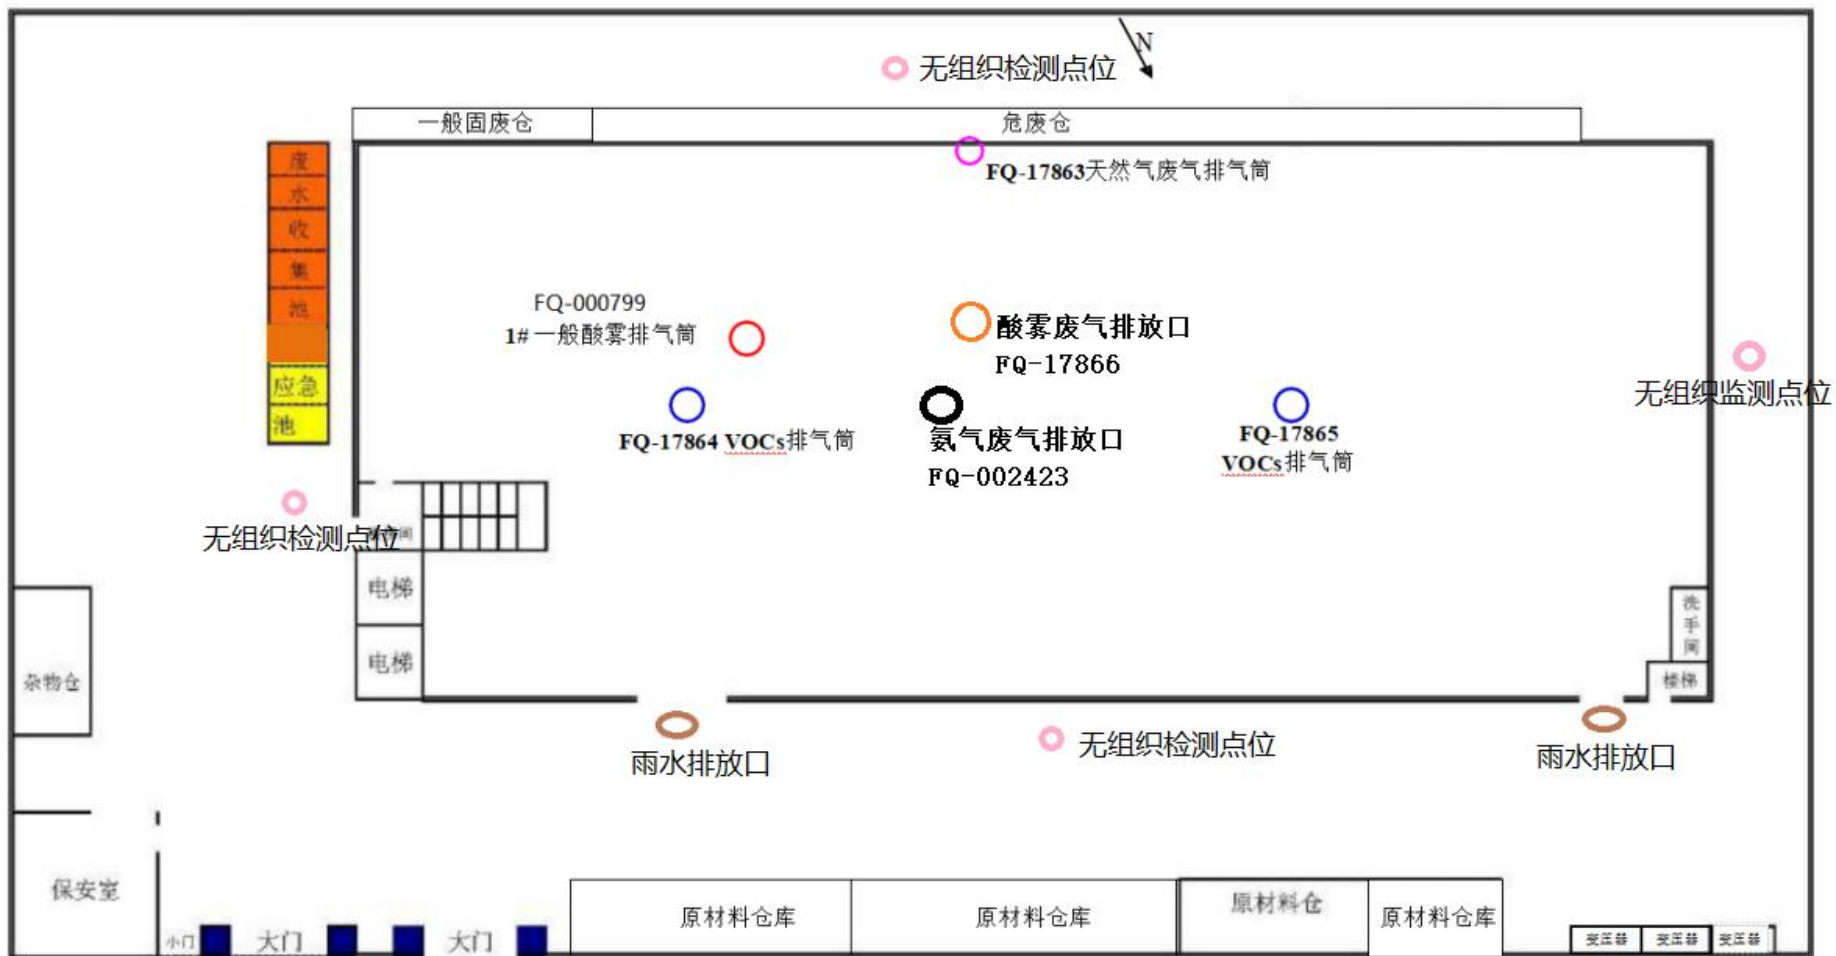 N
无组织检测点位
一般固废仓
危废仓
废
水
收
集
池
应急
池
FQ-17863天然气废气排气筒
FQ-000799
1#一般酸雾排气筒
酸雾废气排放口
FQ-17866
无组织监测点位
FQ-17864 VOCs排气筒
氨气废气排放口
FQ-002423
FQ-17865
VOCs排气筒
无组织检测点位
电梯
电梯
杂物仓
洗
手
间
楼梯
雨水排放口
无组织检测点位
雨水排放口
保安室
小门
大门
大门
原材料仓库
原材料仓库
原材料仓
原材料仓库
变压器
变压器
变压器